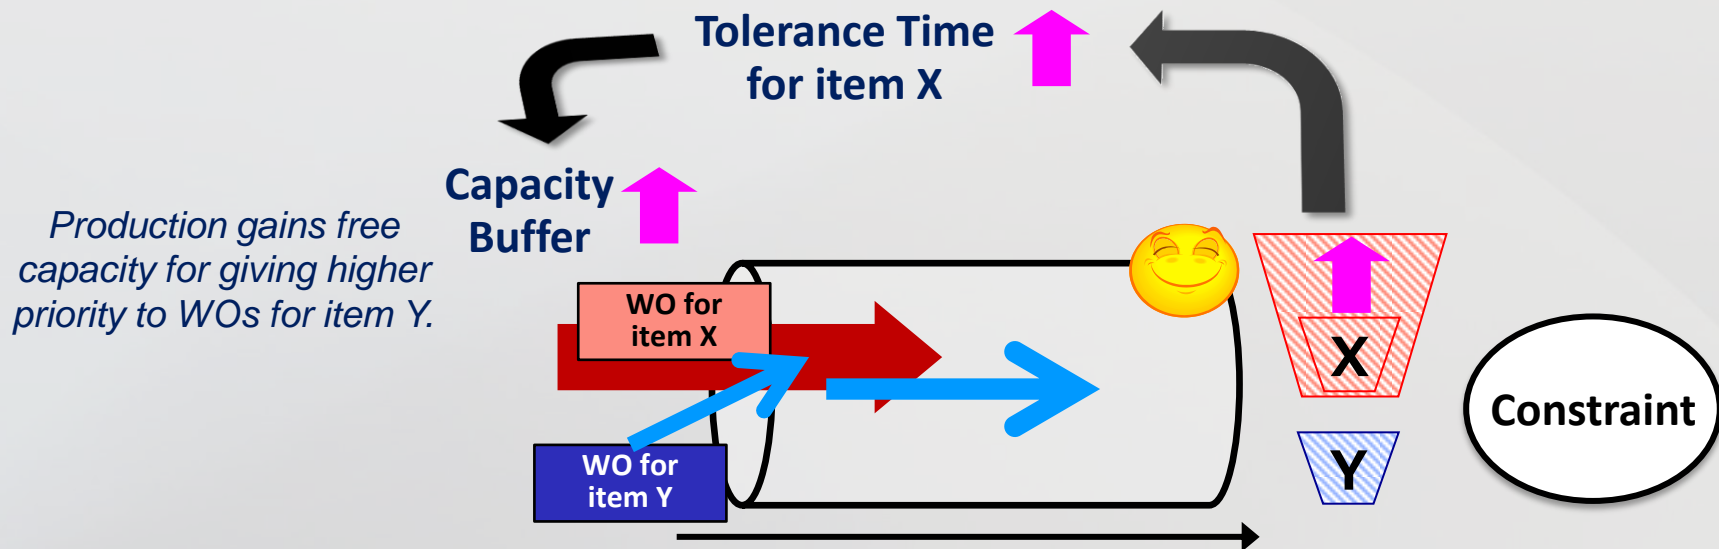 Tolerance Time
for item X
Capacity
Buffer
Production gains free
capacity for giving higher
priority to WOs for item Y.
WO for
item X
WO for
item Y
X
Y
Constraint